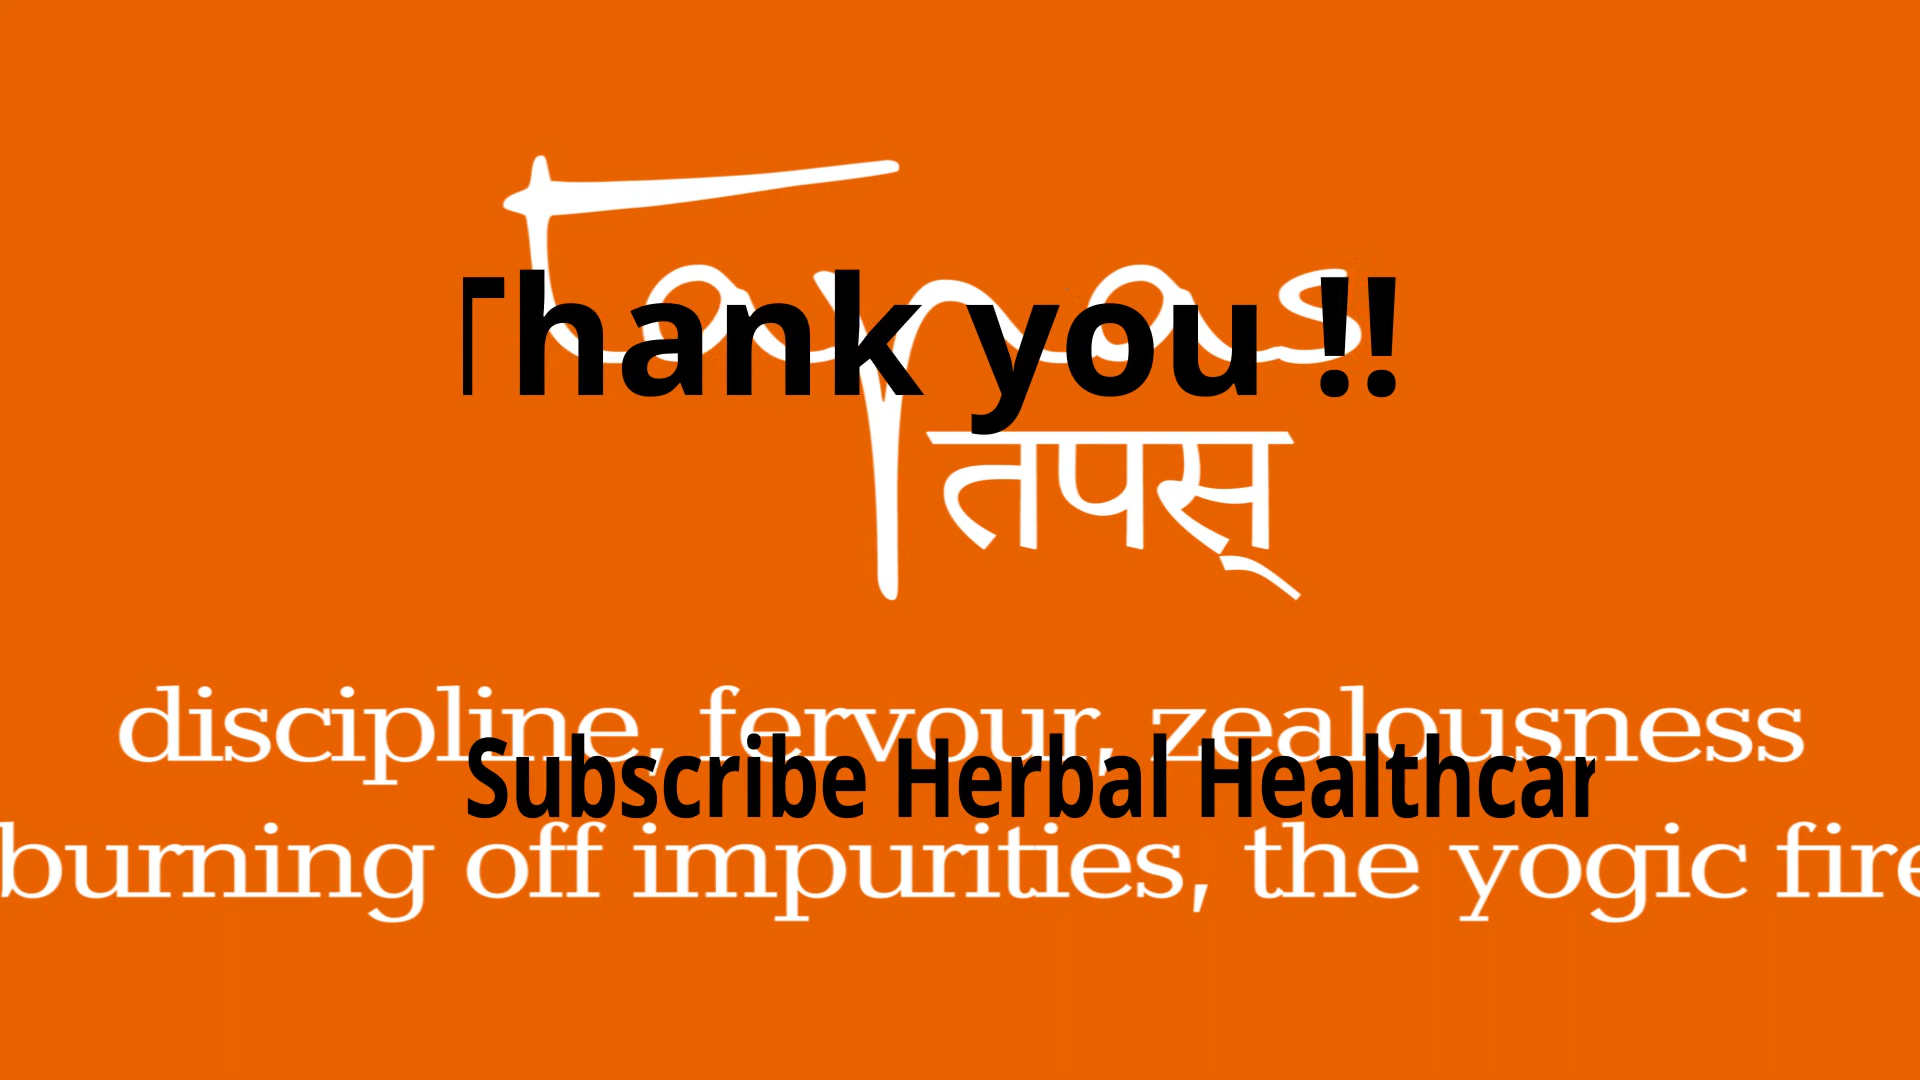 Tapas
Thank you !!
तपस्
discipline, fervour, zealousness
Subscribe Herbal Healthcar
burning off impurities, the yogic fire